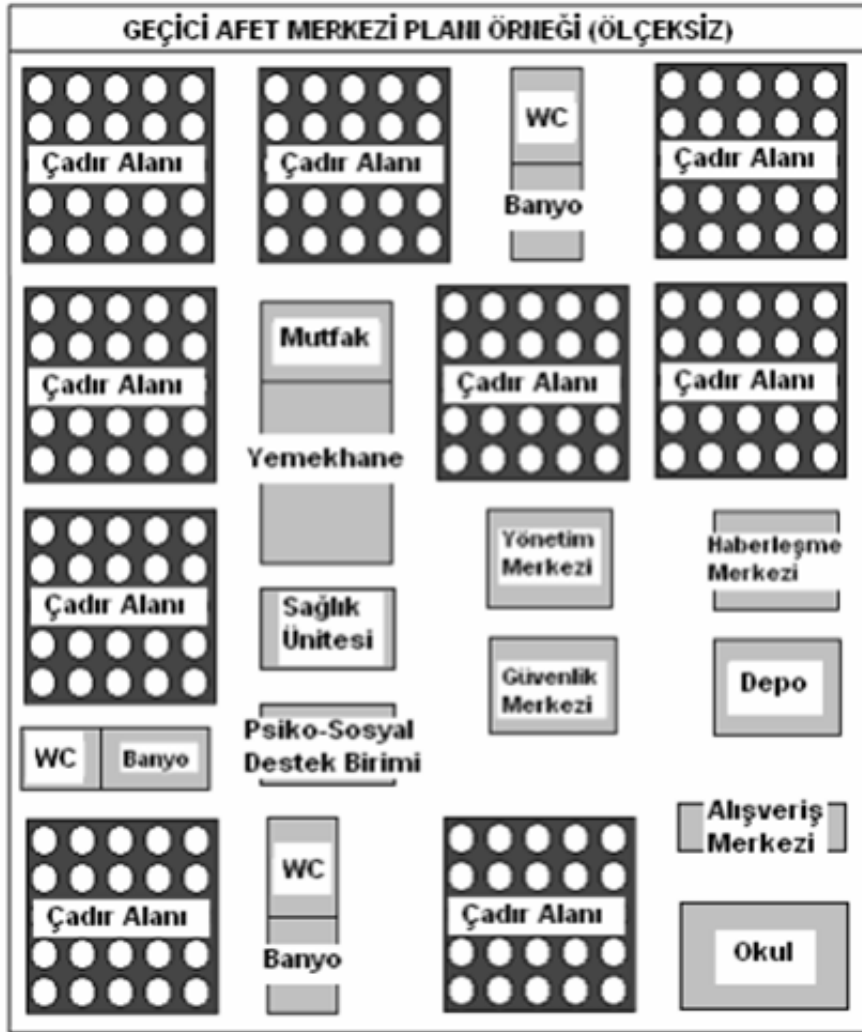 GEÇİCİ AFET MERKEZİ PLANI ÖRNEĞİ (ÖLÇEKSİZ)
Çadır Alanı
Çadır Alanı
WC
Banyo
Çadır Alanı
Çadır Alanı
Mutfak
Yemekhane
Çadır Alanı
Çadır Alanı
Çadır Alanı
Sağlık
Ünitesi
Yönetim
Merkezi
Haberleşme
Merkezi
Güvenlik
Merkezi
Depo
WC
Banyo
Psiko-Sosyal
Destek Birimi
Alışveriş
Merkezi
Çadır Alanı
WC
Banyo
Çadır Alanı
Okul